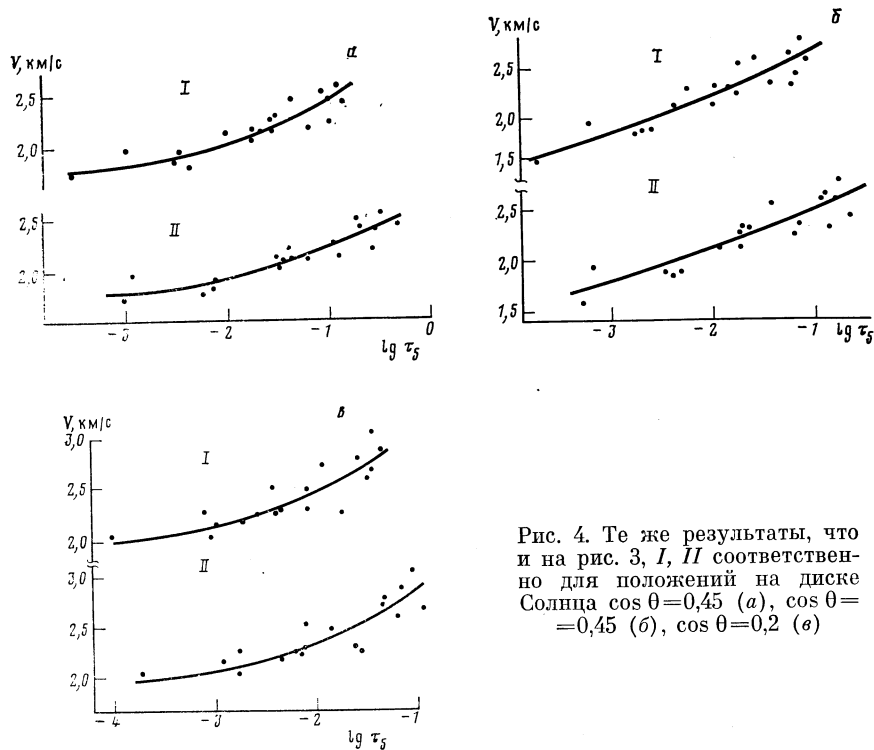 V, км/с
а
I
2,5
2,0
II
2,5
2,0
-3
-2
-1
0
lg τ₅
V, км/с
б
I
2,5
2,0
1,5
II
2,5
2,0
1,5
-3
-2
-1
lg τ₅
V, км/с
в
3,0
I
2,5
2,0
II
3,0
2,5
2,0
-4
-3
-2
-1
lg τ₅
Рис. 4. Те же результаты, что
и на рис. 3, I, II соответствен-
но для положений на диске
Солнца cos θ=0,45 (а), cos θ=
=0,45 (б), cos θ=0,2 (в)